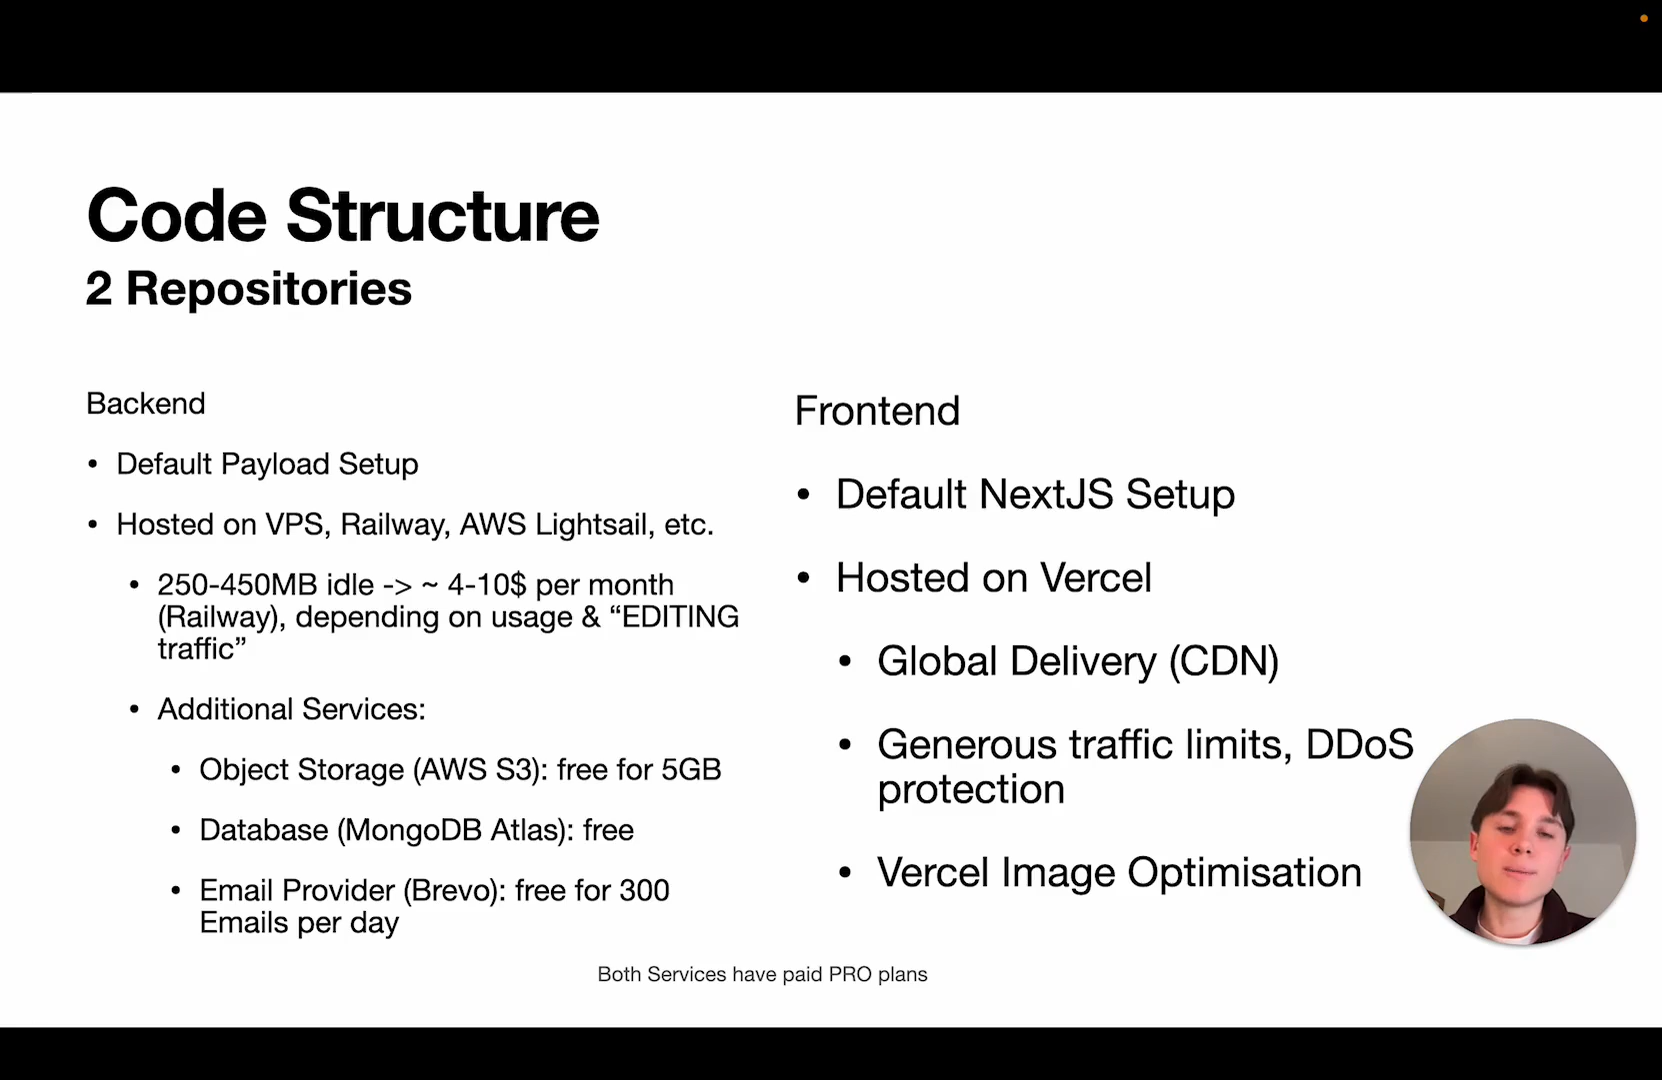 Code Structure
2 Repositories
Backend
• Default Payload Setup
• Hosted on VPS, Railway, AWS Lightsail, etc.
• 250-450MB idle -> ~ 4-10$ per month
(Railway), depending on usage & “EDITING
traffic”
• Additional Services:
• Object Storage (AWS S3): free for 5GB
• Database (MongoDB Atlas): free
• Email Provider (Brevo): free for 300
Emails per day
Frontend
• Default NextJS Setup
• Hosted on Vercel
• Global Delivery (CDN)
• Generous traffic limits, DDoS
protection
• Vercel Image Optimisation
Both Services have paid PRO plans